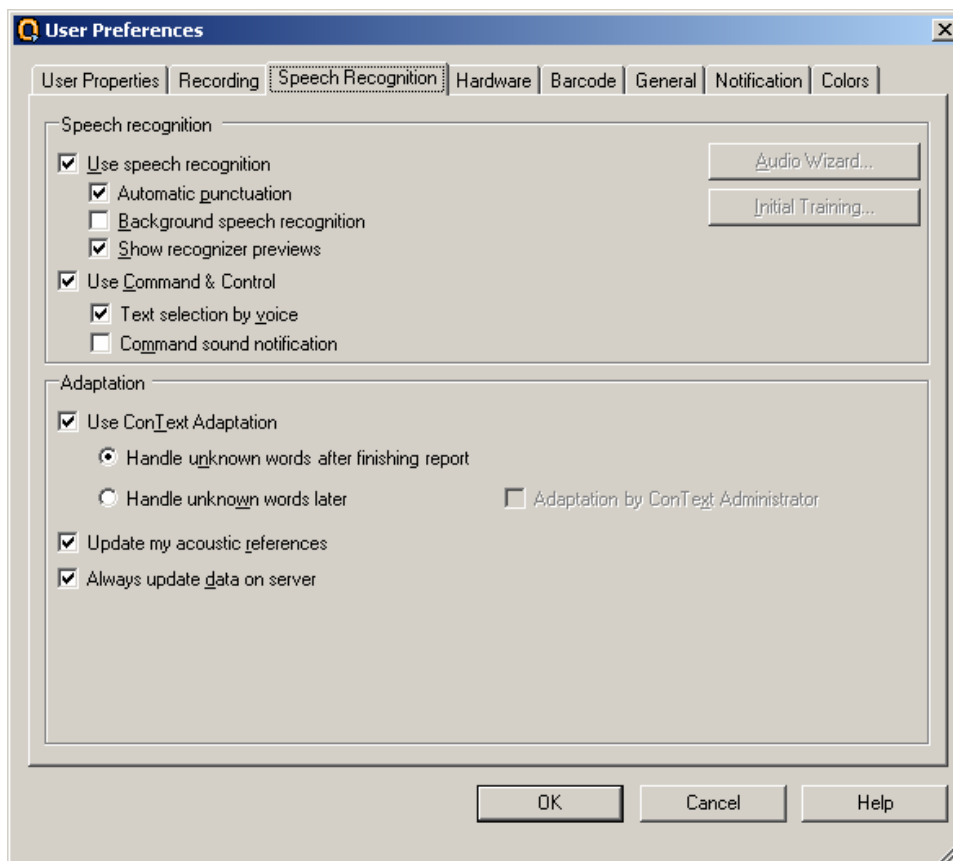 User Preferences
User Properties Recording Speech Recognition Hardware Barcode General Notification Colors
Speech recognition
Use speech recognition
Audio Wizard...
Automatic punctuation
Initial Training...
Background speech recognition
Show recognizer previews
Use Command & Control
Text selection by voice
Command sound notification
Adaptation
Use ConText Adaptation
Handle unknown words after finishing report
Handle unknown words later Adaptation by ConText Administrator
Update my acoustic references
Always update data on server
OK Cancel Help